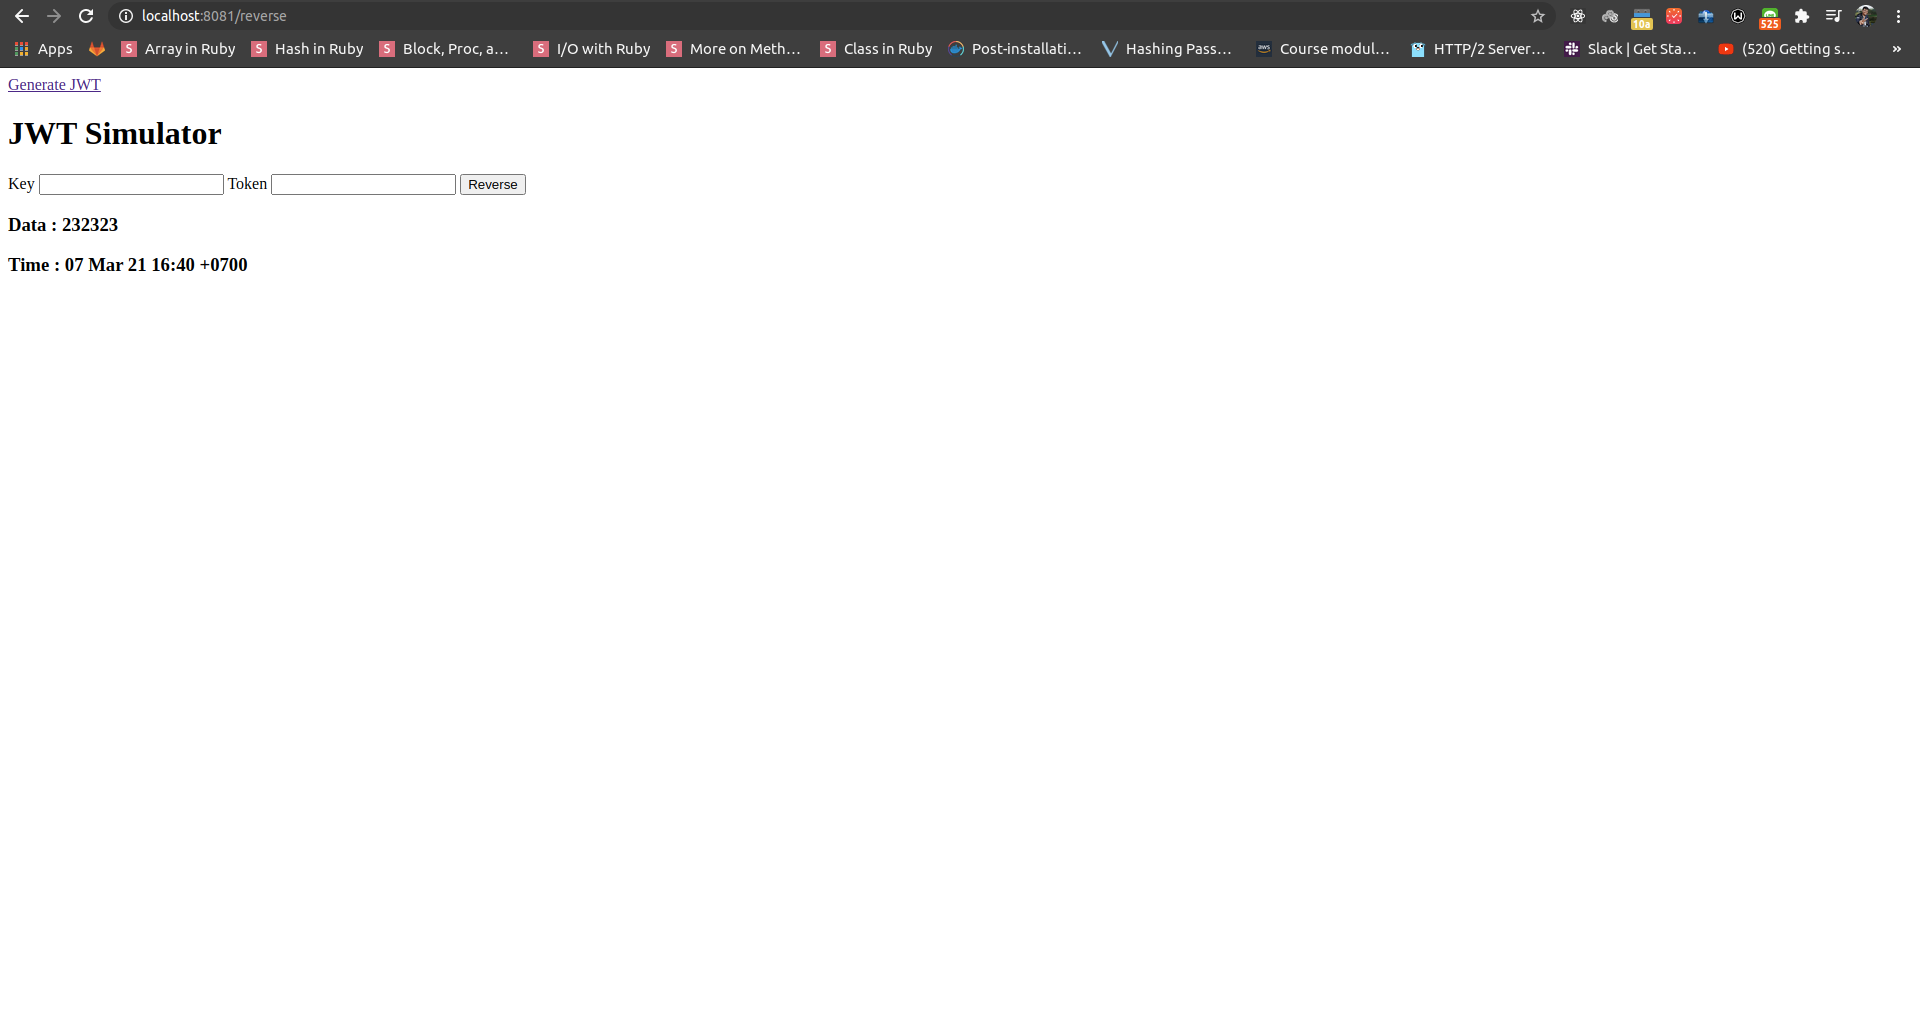 localhost:8081/reverse
10a
525
Apps
S Array in Ruby
S Hash in Ruby
S Block, Proc, a...
S I/O with Ruby
S More on Meth...
S Class in Ruby
Post-installati...
Hashing Pass...
aws Course modul...
HTTP/2 Server...
Slack | Get Sta...
(520) Getting s...
»
Generate JWT
JWT Simulator
Key Token Reverse
Data : 232323
Time : 07 Mar 21 16:40 +0700